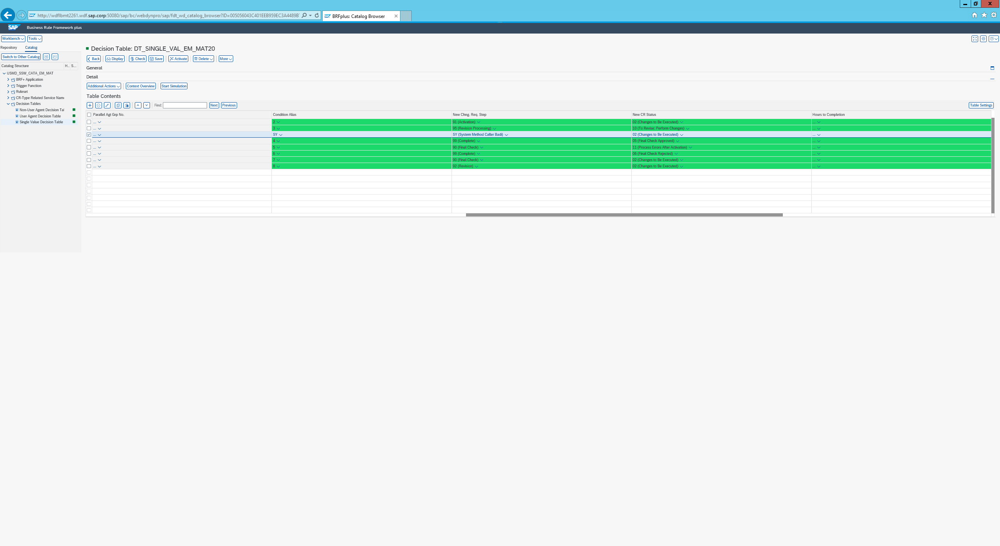 http://wdflbmt2261.wdf.sap.corp:50080/sap/bc/webdynpro/sap/fdt_wd_catalog_browser?ID=005056043C401EEB959EC3A4489B
SAP BRFplus: Catalog Browser
SAP Business Rule Framework plus
Workbench Tools
Repository Catalog
Decision Table: DT_SINGLE_VAL_EM_MAT20
Switch to Other Catalog
Back Display Check Save Activate Delete More
Catalog Structure H.. S...
General
USMD_SSW_CATA_EM_MAT
Detail
BRF+ Application
Trigger Function
Additional Actions Context Overview Start Simulation
Ruleset
CR-Type Related Service Name
Table Contents
Decision Tables
Find: Next Previous Table Settings
Non-User Agent Decision Tal
User Agent Decision Table
Single Value Decision Table
Parallel Agt Grp No. Condition Alias New Chng. Req. Step New CR Status Hours to Completion
... 2 91 (Activation) 02 (Changes to Be Executed) ...
... 3 95 (Revision Processing) 10 (To Revise: Perform Changes) ...
... SY SY (System Method Caller Badi) 02 (Changes to Be Executed) ...
... 4 99 (Complete) 05 (Final Check Approved) ...
... 5 90 (Final Check) 11 (Process Errors After Activation) ...
... 6 99 (Complete) 06 (Final Check Rejected) ...
... 7 90 (Final Check) 02 (Changes to Be Executed) ...
... 8 92 (Revision) 02 (Changes to Be Executed) ...